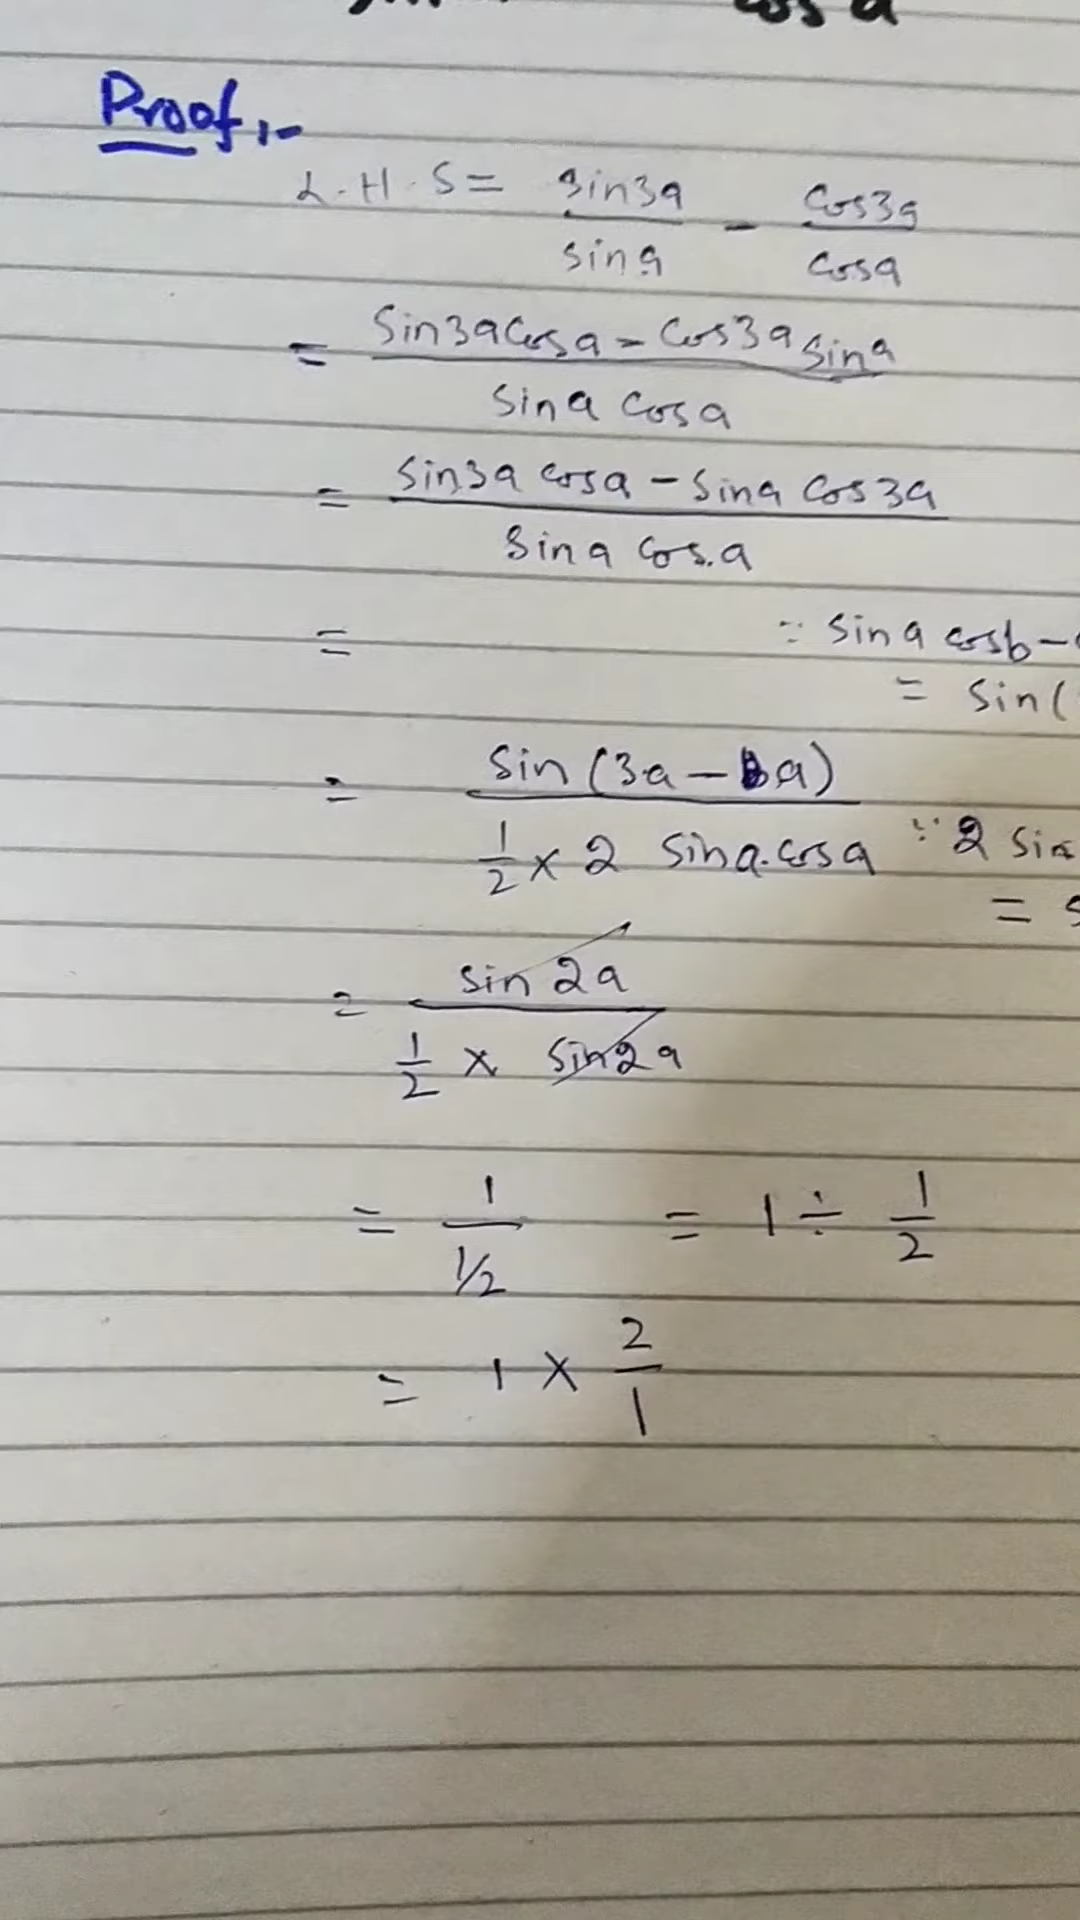 cos a
Proof:-
L.H.S = sin3a/sina - cos3a/cosa
= sin3a cosa - cos3a sina / sina cosa
= sin3a cosa - sina cos3a / sina cos.a
= ∵ sina cosb -
= sin(
= sin(3a - a) / 1/2 × 2 sina.cosa ∵ 2 sin
= s
= sin2a / 1/2 × sin2a
= 1 / 1/2 = 1 ÷ 1/2
= 1 × 2/1